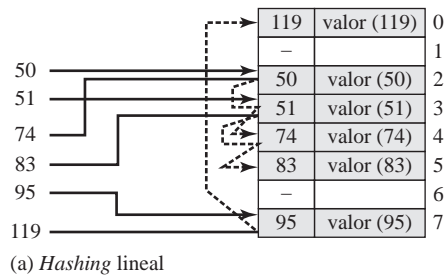 119 valor (119) 0
– 1
50 valor (50) 2
51 valor (51) 3
74 valor (74) 4
83 valor (83) 5
– 6
95 valor (95) 7
50
51
74
83
95
119
(a) Hashing lineal